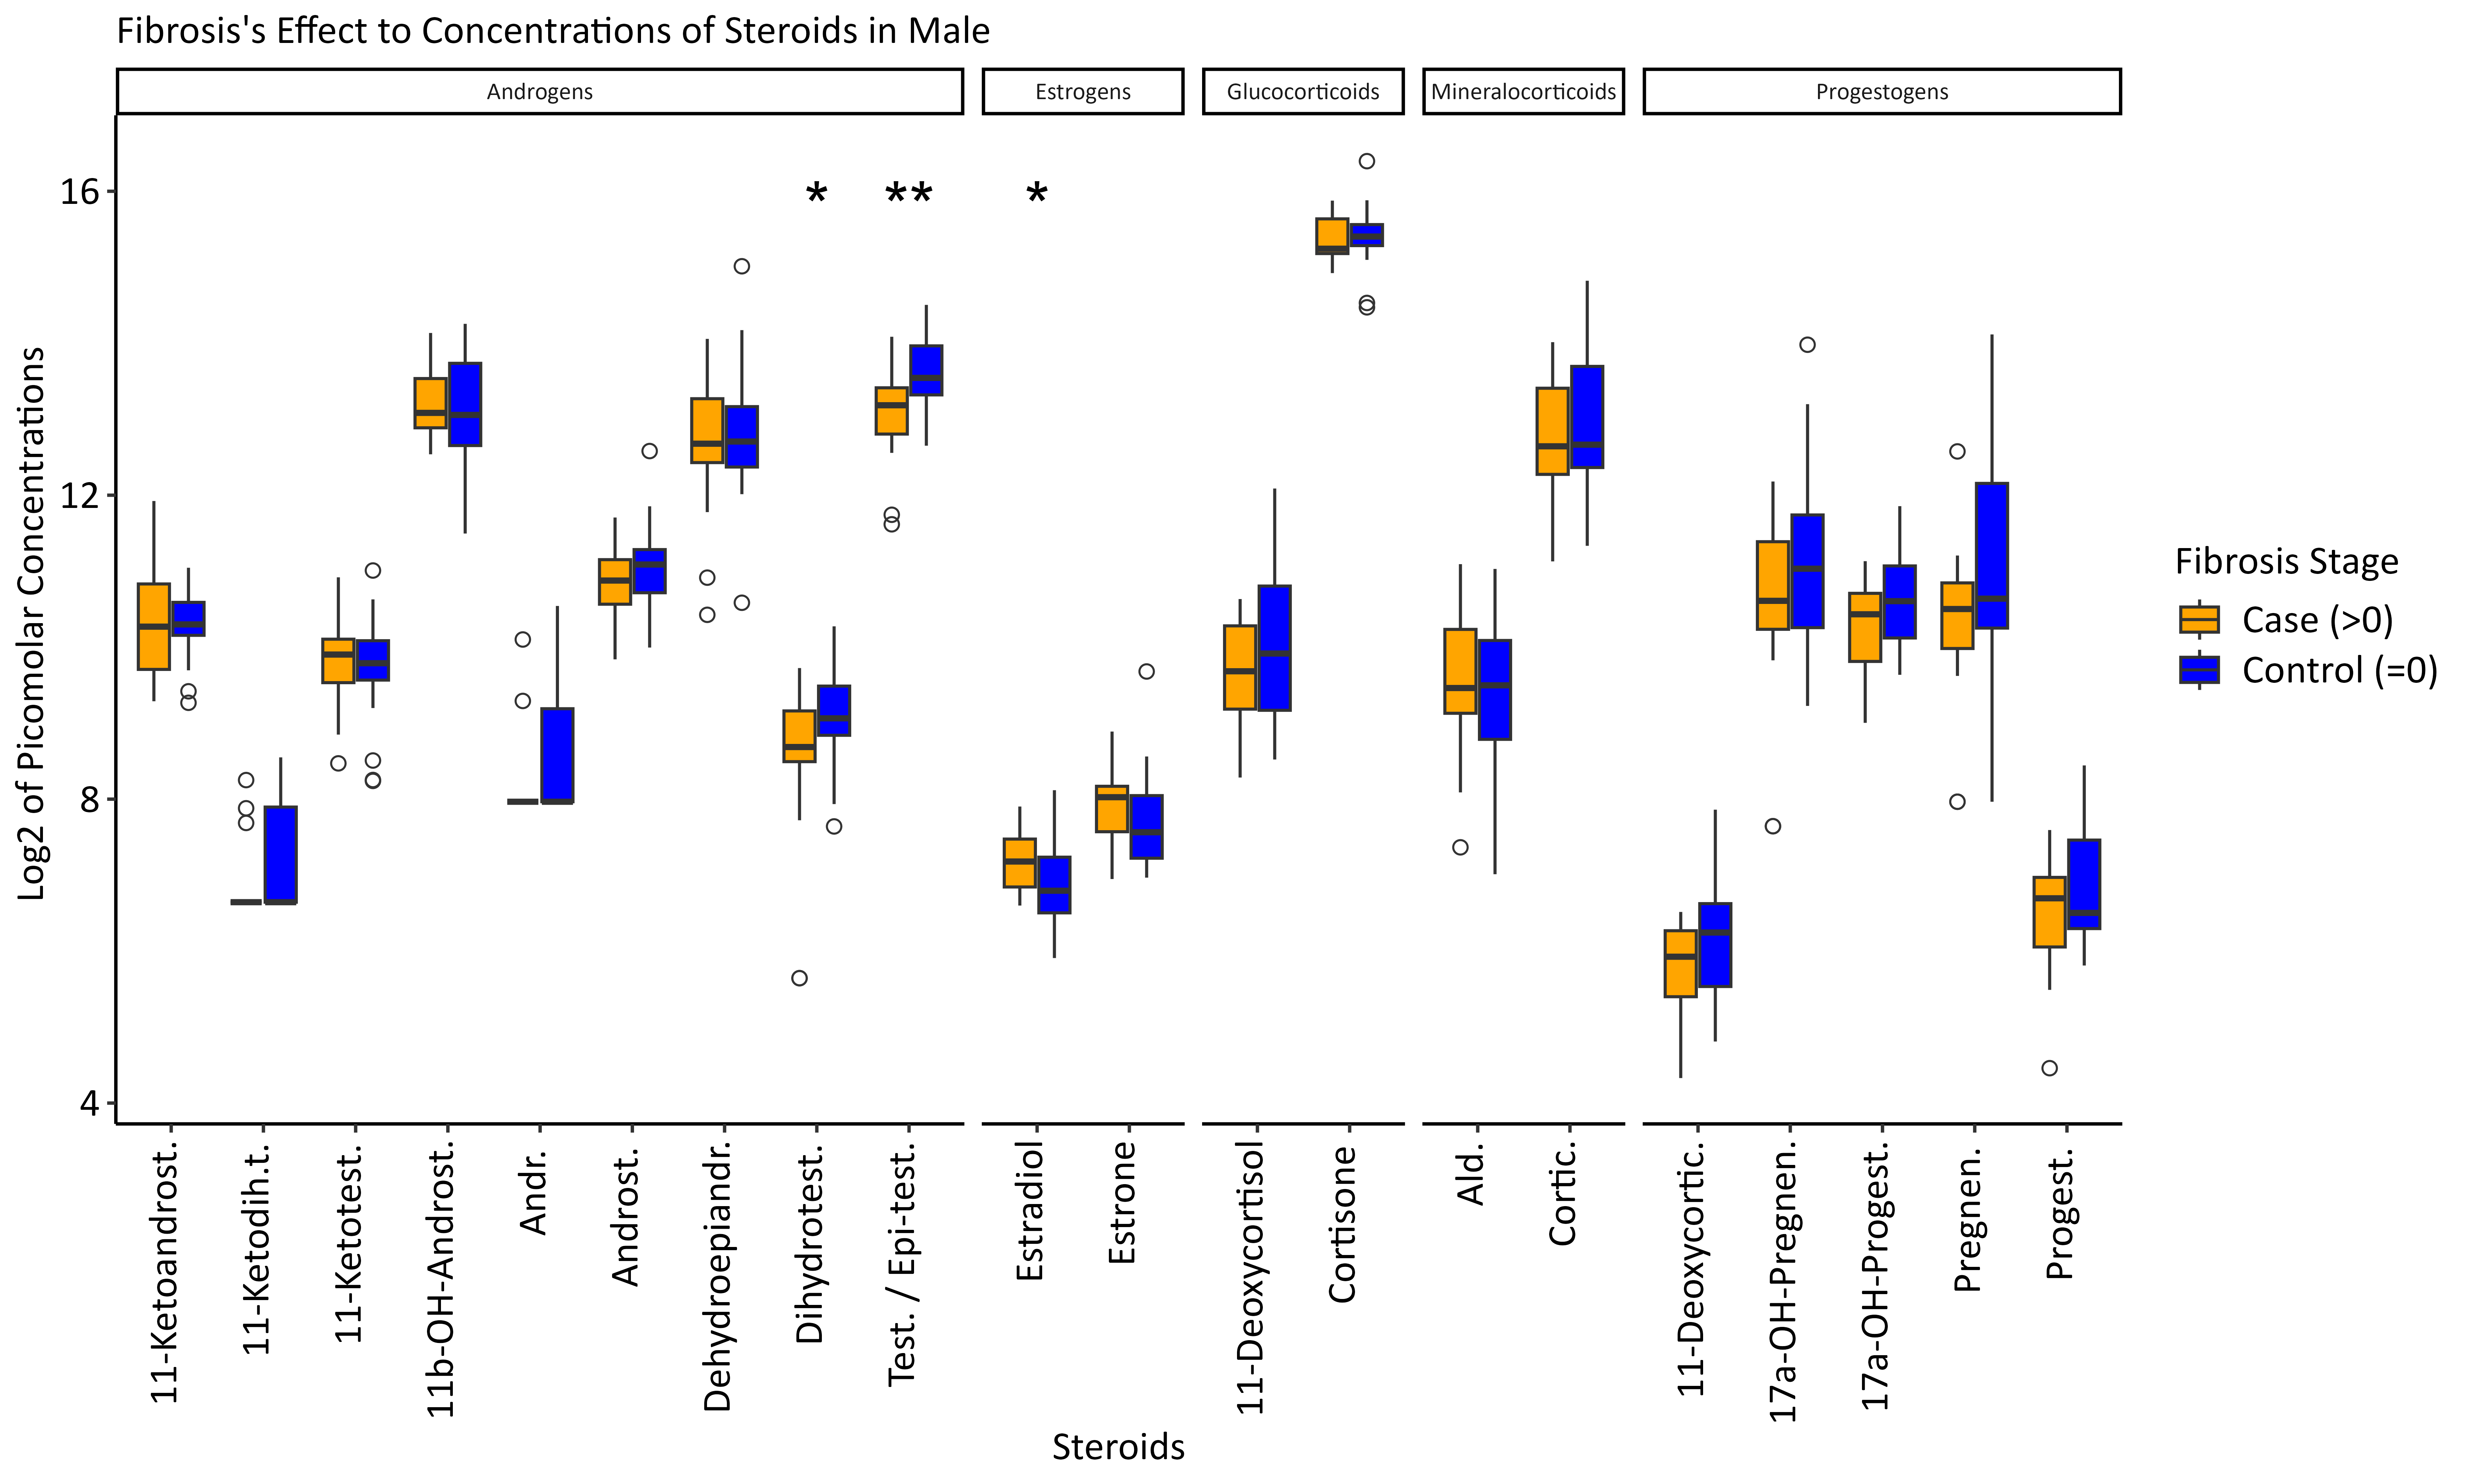 Fibrosis's Effect to Concentrations of Steroids in Male
Androgens
Estrogens
Glucocorticoids
Mineralocorticoids
Progestogens
Log2 of Picomolar Concentrations
16
12
8
4
*
**
*
11-Ketoandrost.
11-Ketodih.t.
11-Ketotest.
11b-OH-Androst.
Andr.
Androst.
Dehydroepiandr.
Dihydrotest.
Test. / Epi-test.
Estradiol
Estrone
11-Deoxycortisol
Cortisone
Ald.
Cortic.
11-Deoxycortic.
17a-OH-Pregnen.
17a-OH-Progest.
Pregnen.
Progest.
Steroids
Fibrosis Stage
Case (>0)
Control (=0)